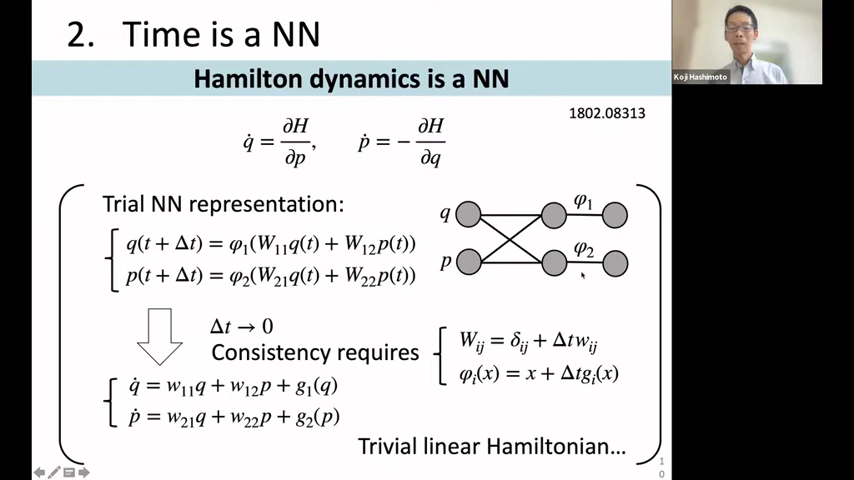 2. Time is a NN
Koji Hashimoto
Hamilton dynamics is a NN
1802.08313
q̇ = ∂H/∂p, ṗ = − ∂H/∂q
Trial NN representation:
q(t + Δt) = φ₁(W₁₁q(t) + W₁₂p(t))
p(t + Δt) = φ₂(W₂₁q(t) + W₂₂p(t))
q φ₁
p φ₂
Δt → 0
Consistency requires
Wᵢⱼ = δᵢⱼ + Δtwᵢⱼ
φᵢ(x) = x + Δtgᵢ(x)
q̇ = w₁₁q + w₁₂p + g₁(q)
ṗ = w₂₁q + w₂₂p + g₂(p)
Trivial linear Hamiltonian...
10